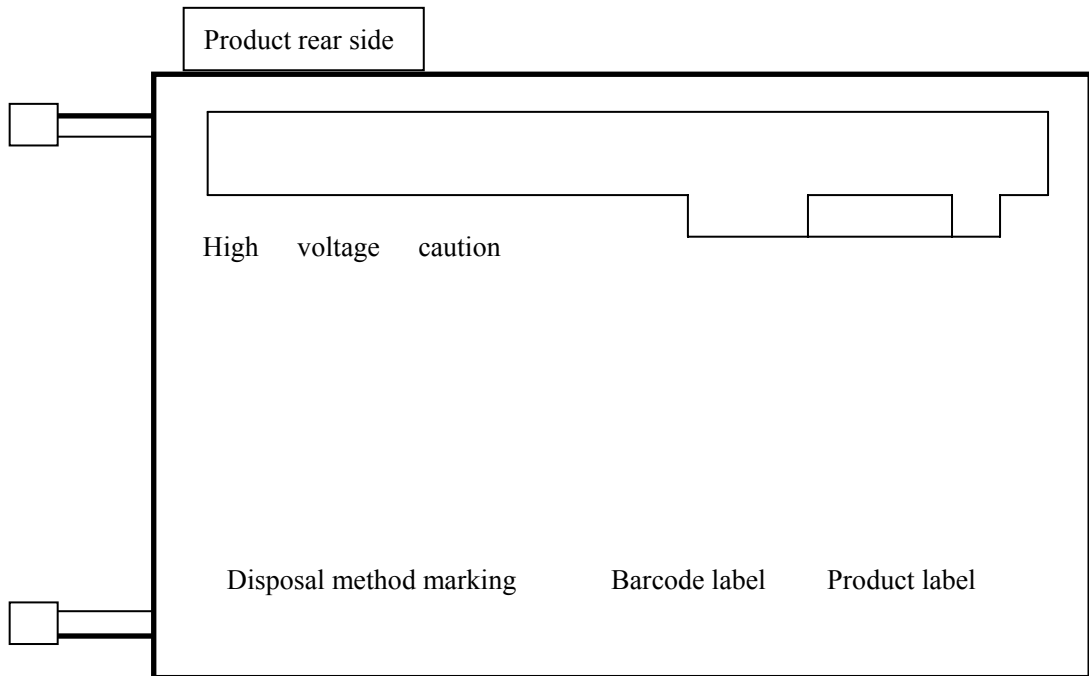 Product rear side
High voltage caution
Disposal method marking Barcode label Product label